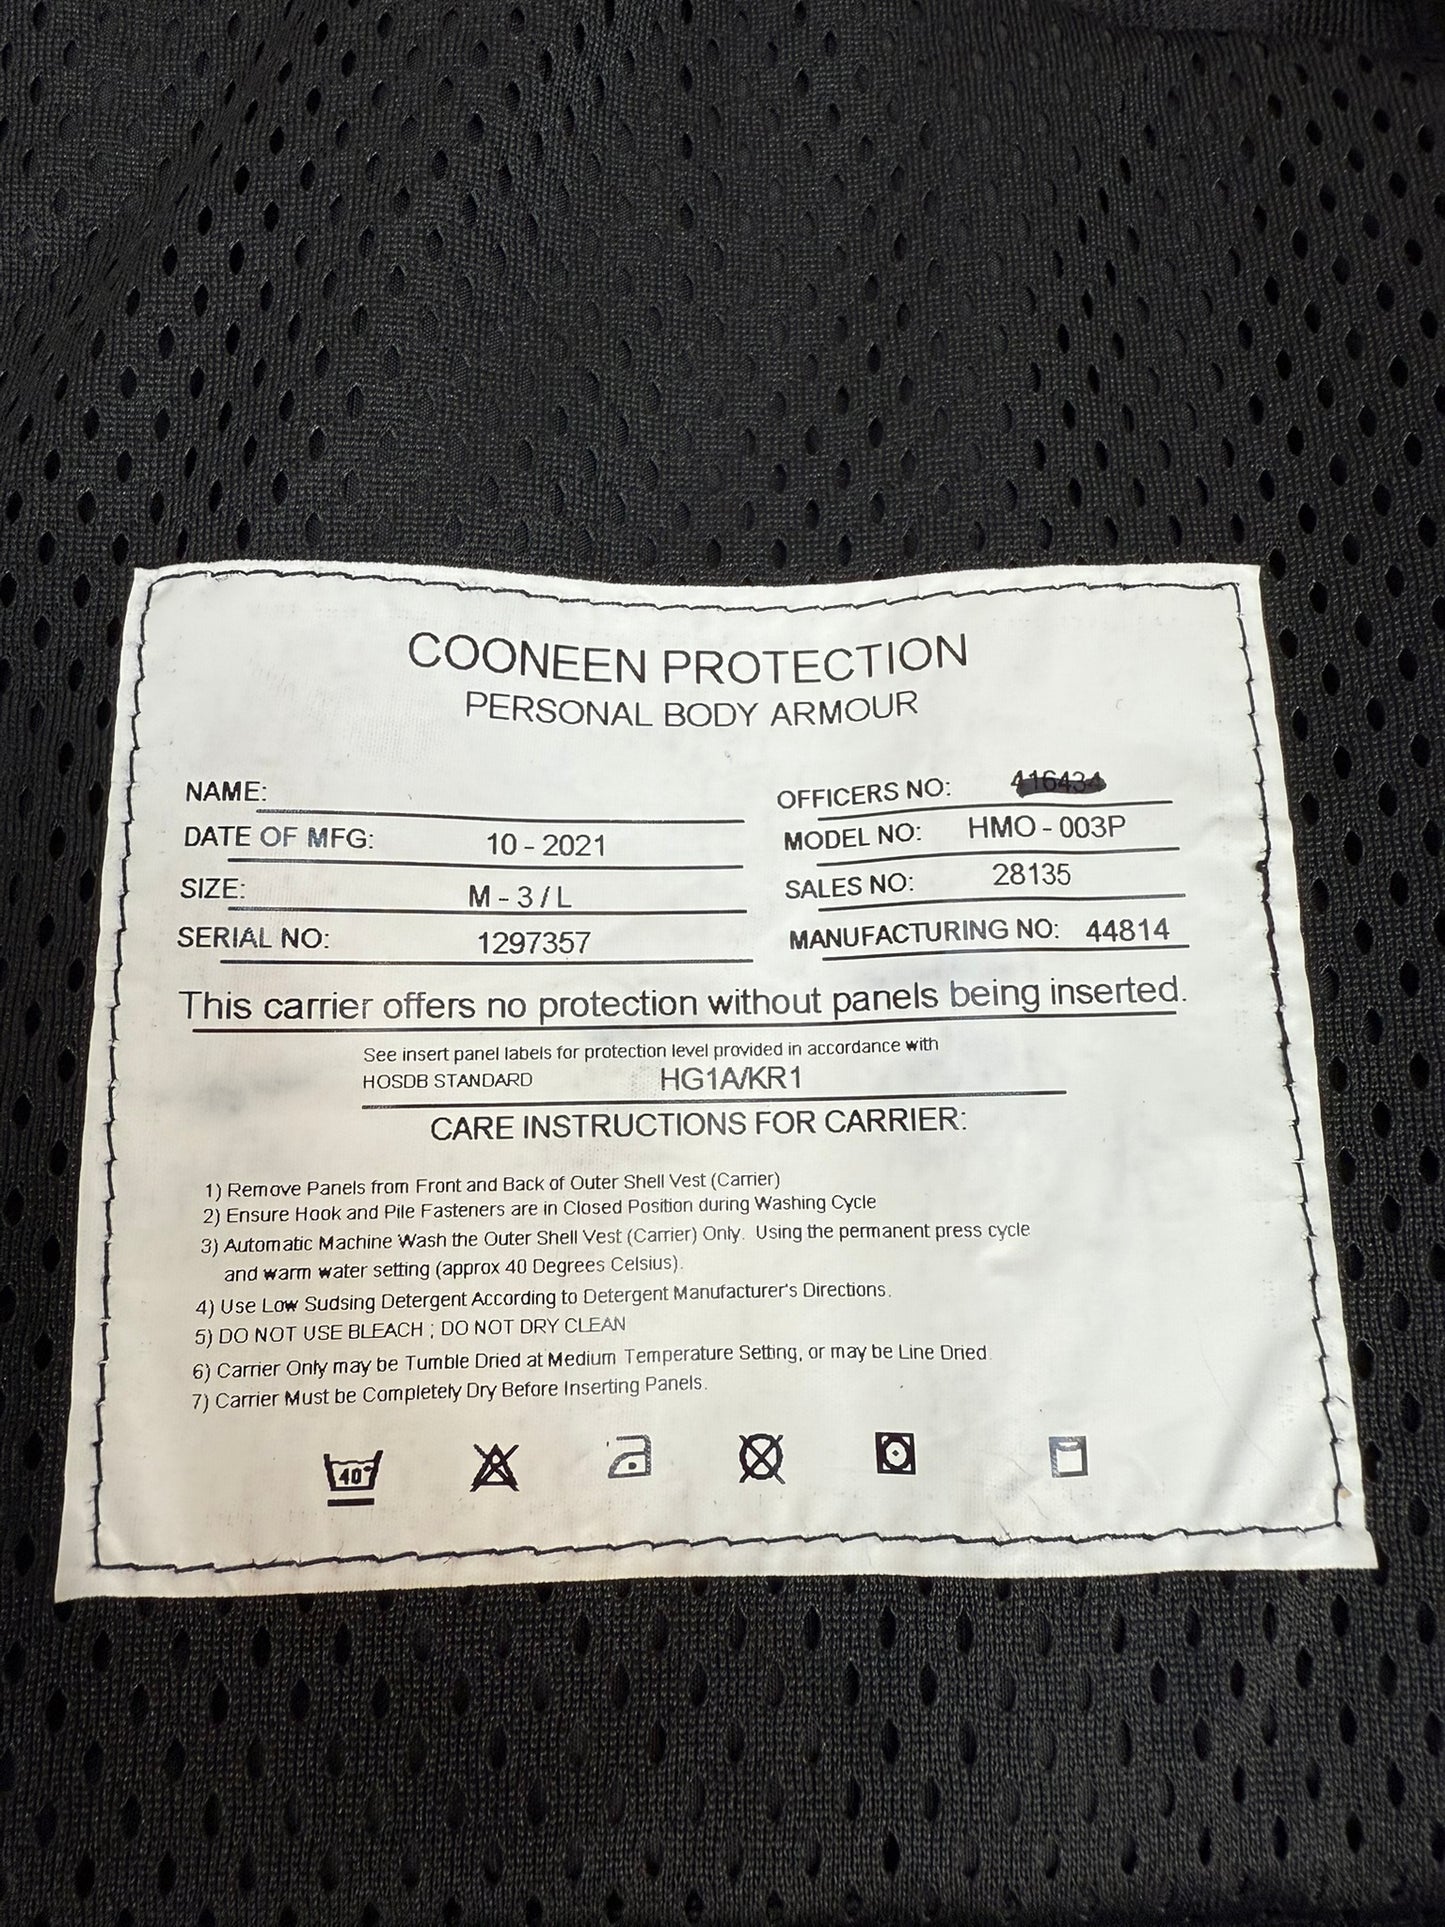 COONEEN PROTECTION
PERSONAL BODY ARMOUR
NAME:
OFFICERS NO:
DATE OF MFG: 10 - 2021
MODEL NO: HMO - 003P
SIZE: M - 3 / L
SALES NO: 28135
SERIAL NO: 1297357
MANUFACTURING NO: 44814
This carrier offers no protection without panels being inserted.
See insert panel labels for protection level provided in accordance with
HOSDB STANDARD HG1A/KR1
CARE INSTRUCTIONS FOR CARRIER:
1) Remove Panels from Front and Back of Outer Shell Vest (Carrier)
2) Ensure Hook and Pile Fasteners are in Closed Position during Washing Cycle
3) Automatic Machine Wash the Outer Shell Vest (Carrier) Only. Using the permanent press cycle
and warm water setting (approx 40 Degrees Celsius).
4) Use Low Sudsing Detergent According to Detergent Manufacturer's Directions.
5) DO NOT USE BLEACH ; DO NOT DRY CLEAN
6) Carrier Only may be Tumble Dried at Medium Temperature Setting, or may be Line Dried
7) Carrier Must be Completely Dry Before Inserting Panels.
40°